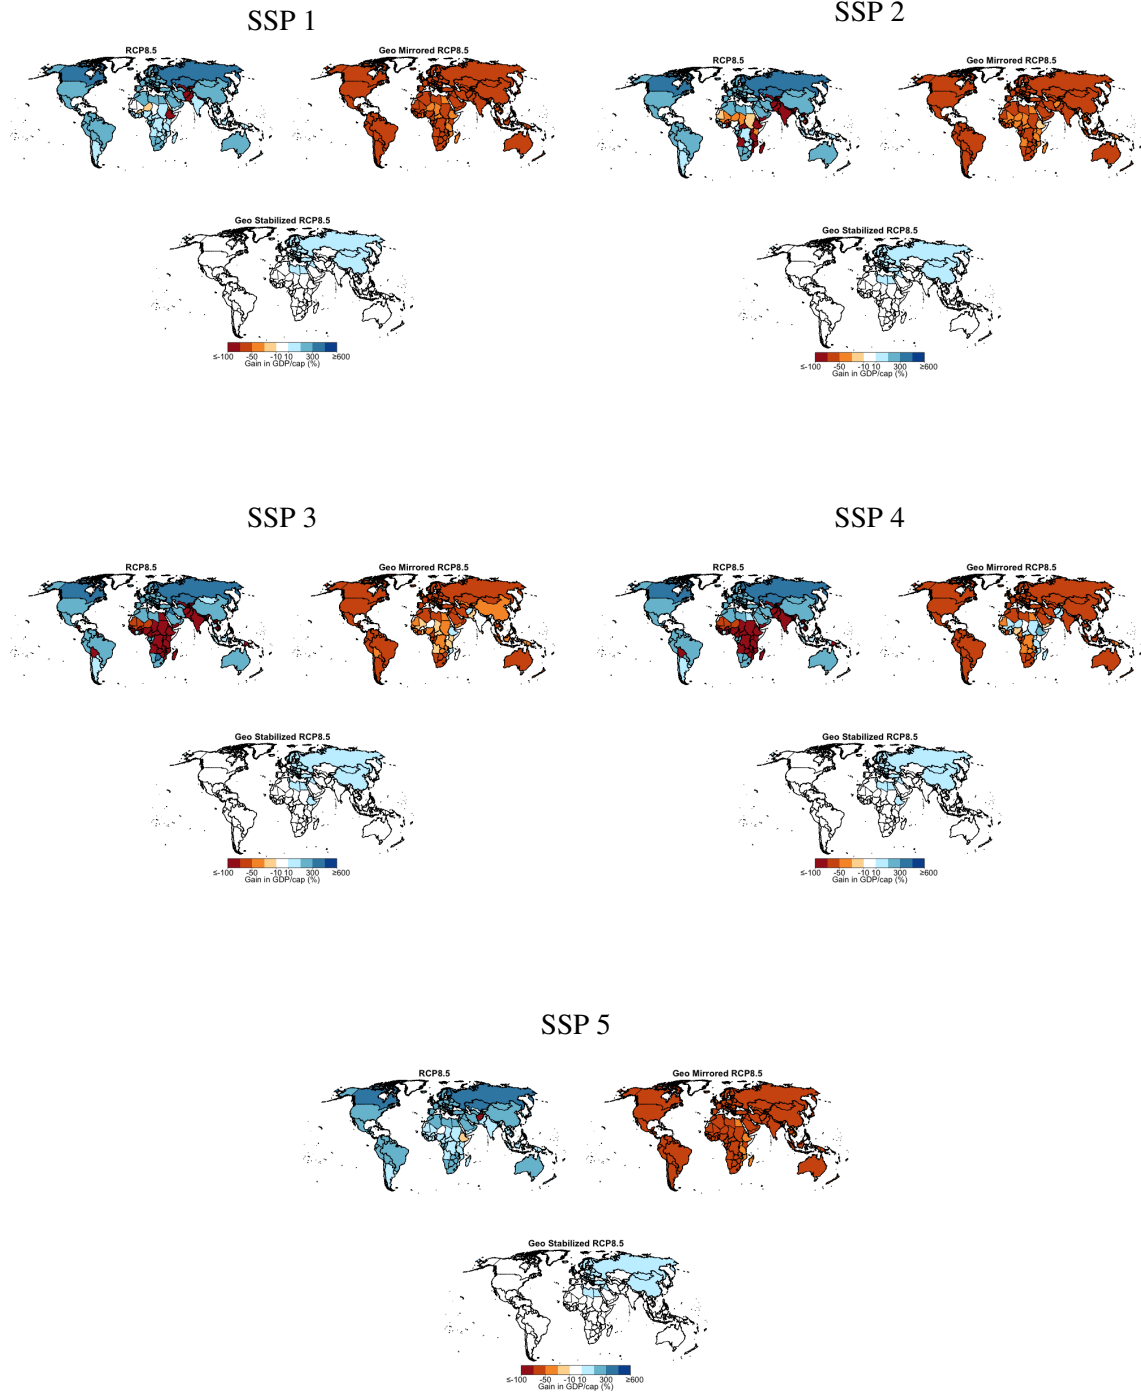 SSP 1
RCP8.5
Geo Mirrored RCP8.5
Geo Stabilized RCP8.5
≤-100 -50 -10 10 300 ≥600
Gain in GDP/cap (%)
SSP 2
RCP8.5
Geo Mirrored RCP8.5
Geo Stabilized RCP8.5
≤-100 -50 -10 10 300 ≥600
Gain in GDP/cap (%)
SSP 3
RCP8.5
Geo Mirrored RCP8.5
Geo Stabilized RCP8.5
≤-100 -50 -10 10 300 ≥600
Gain in GDP/cap (%)
SSP 4
RCP8.5
Geo Mirrored RCP8.5
Geo Stabilized RCP8.5
≤-100 -50 -10 10 300 ≥600
Gain in GDP/cap (%)
SSP 5
RCP8.5
Geo Mirrored RCP8.5
Geo Stabilized RCP8.5
≤-100 -50 -10 10 300 ≥600
Gain in GDP/cap (%)